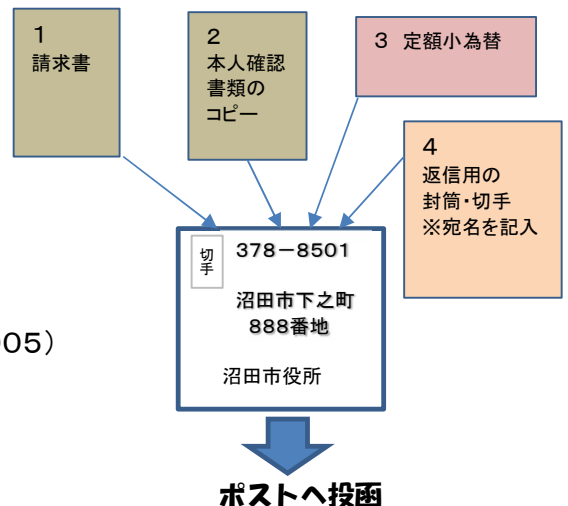 1
請求書
2
本人確認
書類の
コピー
3 定額小為替
4
返信用の
封筒・切手
※宛名を記入
切手
378－8501
沼田市下之町
888番地
沼田市役所
005）
ポストへ投函